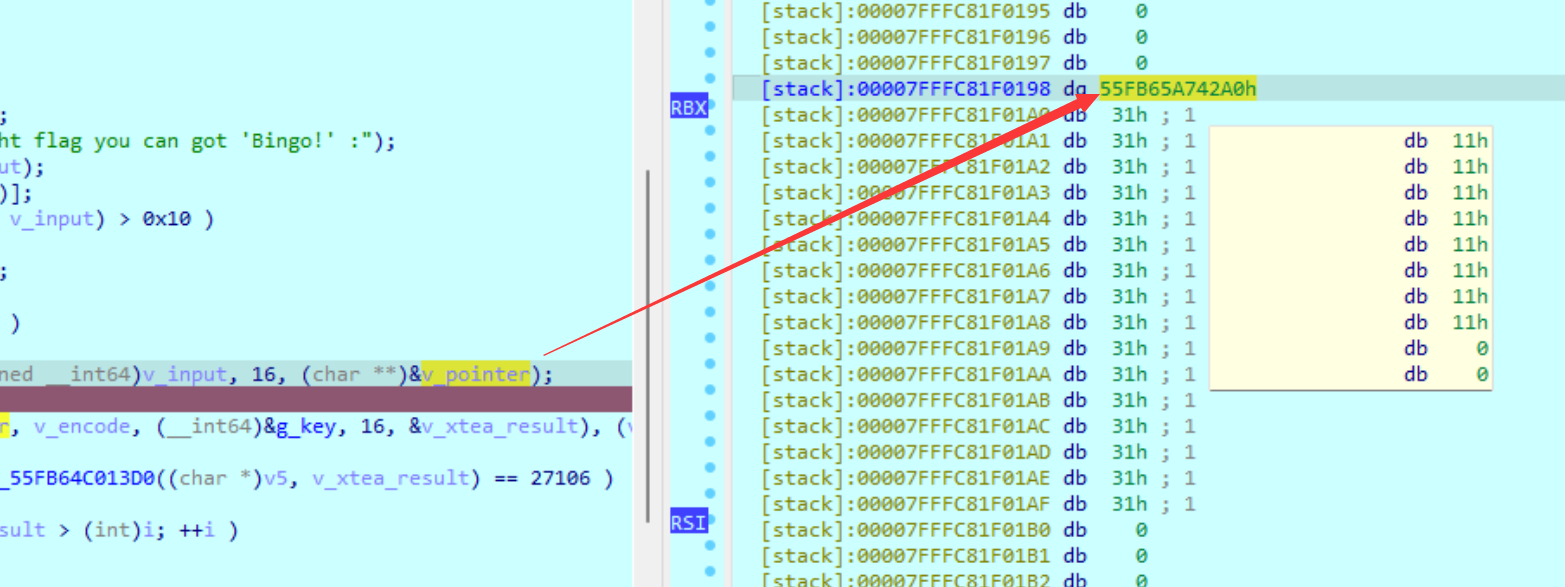 ;
ht flag you can got 'Bingo!' :");
ut);
)];
v_input) > 0x10 )
;
)
ned __int64)v_input, 16, (char **)&v_pointer);
r, v_encode, (__int64)&g_key, 16, &v_xtea_result), (v
_55FB64C013D0((char *)v5, v_xtea_result) == 27106 )
sult > (int)i; ++i )
RBX
RSI
[stack]:00007FFFC81F0195 db 0
[stack]:00007FFFC81F0196 db 0
[stack]:00007FFFC81F0197 db 0
[stack]:00007FFFC81F0198 dq 55FB65A742A0h
[stack]:00007FFFC81F01A0 db 31h ; 1
[stack]:00007FFFC81F01A1 db 31h ; 1
[stack]:00007FFFC81F01A2 db 31h ; 1
[stack]:00007FFFC81F01A3 db 31h ; 1
[stack]:00007FFFC81F01A4 db 31h ; 1
[stack]:00007FFFC81F01A5 db 31h ; 1
[stack]:00007FFFC81F01A6 db 31h ; 1
[stack]:00007FFFC81F01A7 db 31h ; 1
[stack]:00007FFFC81F01A8 db 31h ; 1
[stack]:00007FFFC81F01A9 db 31h ; 1
[stack]:00007FFFC81F01AA db 31h ; 1
[stack]:00007FFFC81F01AB db 31h ; 1
[stack]:00007FFFC81F01AC db 31h ; 1
[stack]:00007FFFC81F01AD db 31h ; 1
[stack]:00007FFFC81F01AE db 31h ; 1
[stack]:00007FFFC81F01AF db 31h ; 1
[stack]:00007FFFC81F01B0 db 0
[stack]:00007FFFC81F01B1 db 0
[stack]:00007FFFC81F01B2 db 0
db 11h
db 11h
db 11h
db 11h
db 11h
db 11h
db 11h
db 11h
db 0
db 0